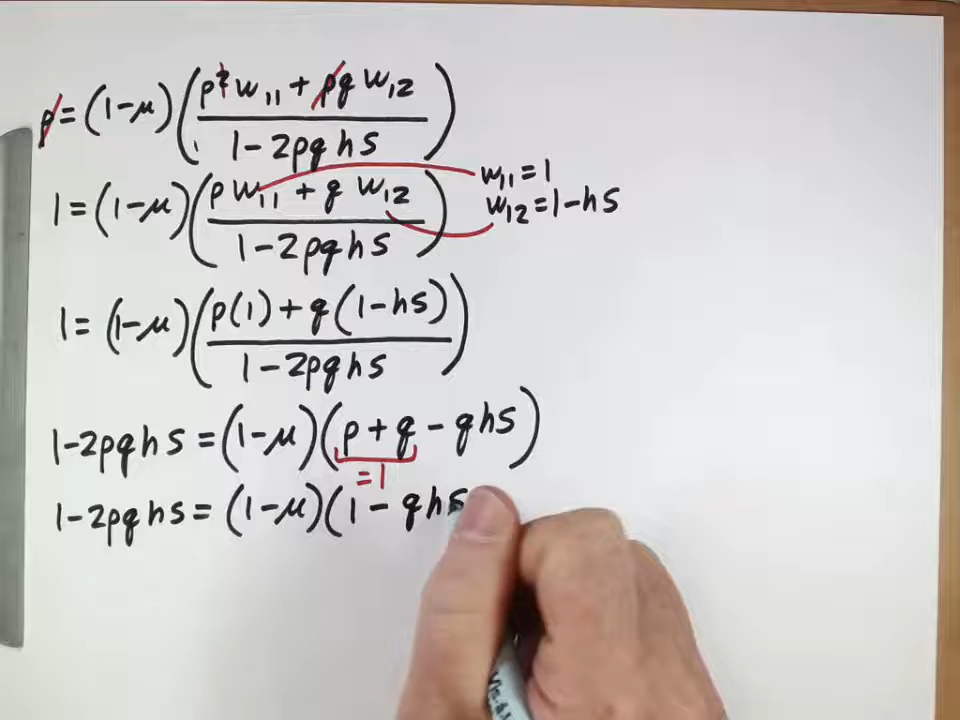 p = (1-μ)(p²w₁₁ + pq w₁₂ / 1-2pqhs)
1 = (1-μ)(p w₁₁ + q w₁₂ / 1-2pqhs)
w₁₁ = 1
w₁₂ = 1-hs
1 = (1-μ)(p(1) + q(1-hs) / 1-2pqhs)
1-2pqhs = (1-μ)(p + q - qhs)
=1
1-2pqhs = (1-μ)(1 - qhs